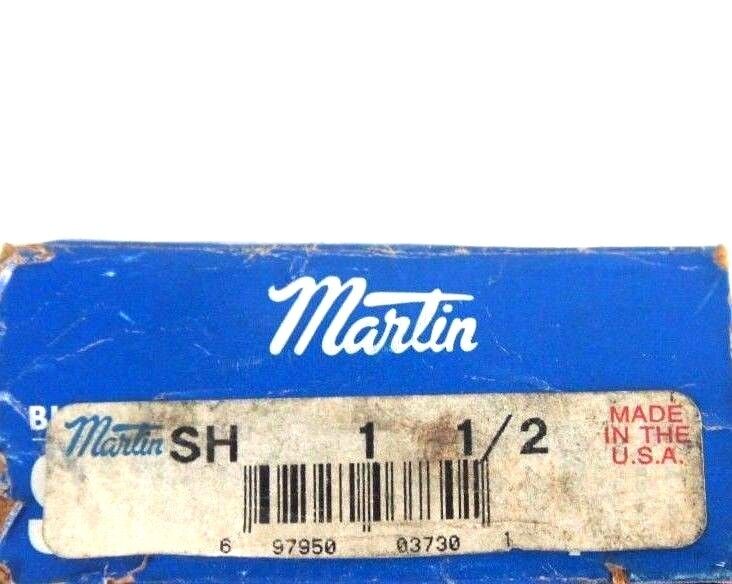 Martin
Martin SH 1 1/2
MADE
IN THE
U.S.A.
6 97950 03730 1